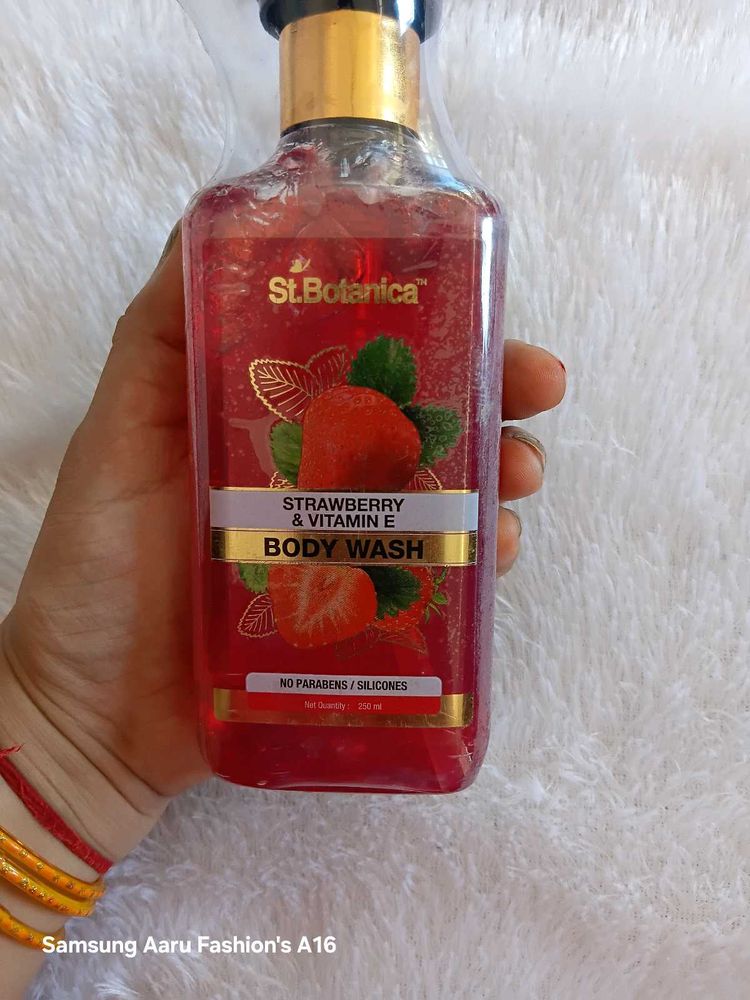 St.Botanica™
STRAWBERRY
& VITAMIN E
BODY WASH
NO PARABENS / SILICONES
Net Quantity : 250 ml
Samsung Aaru Fashion's A16